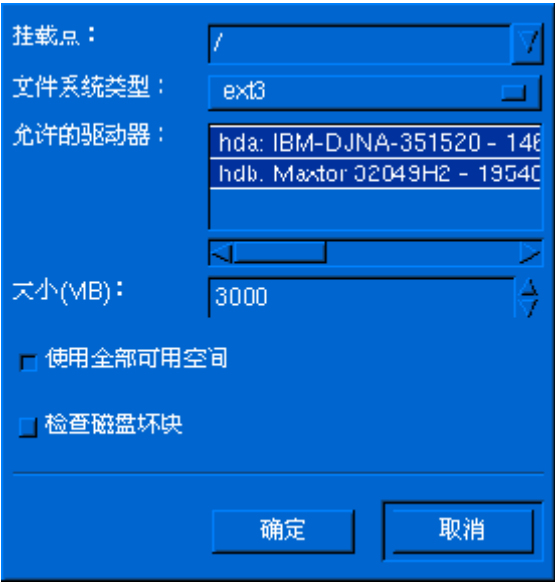 挂载点：
/
文件系统类型：
ext3
允许的驱动器：
hda: IBM-DJNA-351520 - 146
hdb. Maxtor 32049H2 - 19540
大小(MB)：
3000
使用全部可用空间
检查磁盘坏块
确定
取消